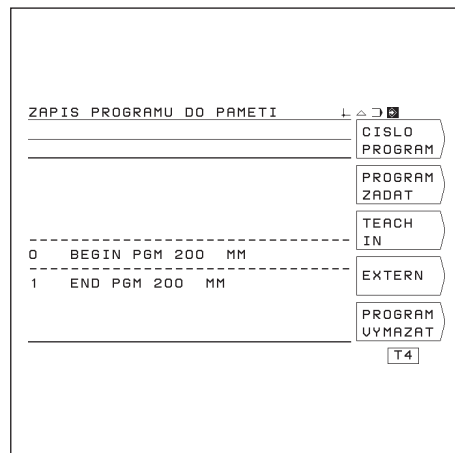 ZAPIS PROGRAMU DO PAMETI
CISLO
PROGRAM
PROGRAM
ZADAT
TEACH
IN
0 BEGIN PGM 200 MM
EXTERN
1 END PGM 200 MM
PROGRAM
VYMAZAT
T4